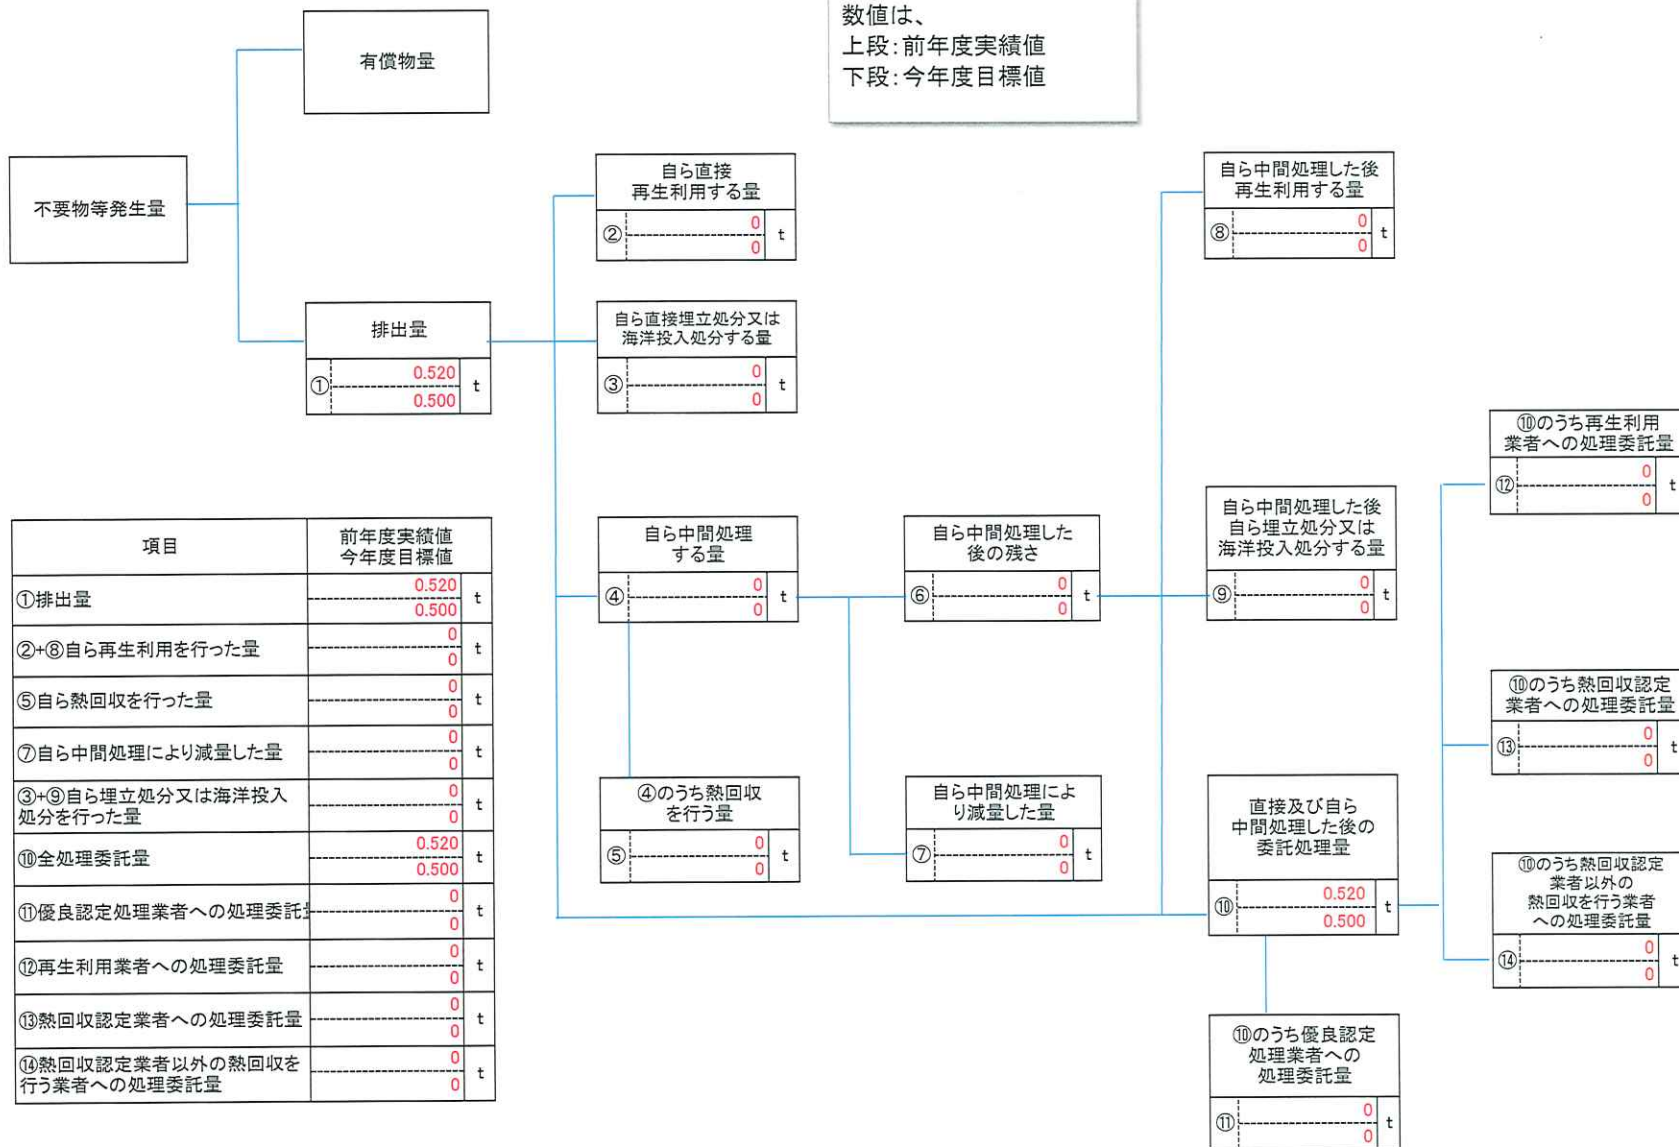 数値は、
上段：前年度実績値
下段：今年度目標値
有償物量
不要物等発生量
排出量
① 0.520 t
0.500
自ら直接
再生利用する量
② 0 t
0
自ら直接埋立処分又は
海洋投入処分する量
③ 0 t
0
自ら中間処理した後
再生利用する量
⑧ 0 t
0
自ら中間処理
する量
④ 0 t
0
自ら中間処理した
後の残さ
⑥ 0 t
0
自ら中間処理した後
自ら埋立処分又は
海洋投入処分する量
⑨ 0 t
0
⑩のうち再生利用
業者への処理委託量
⑫ 0 t
0
⑩のうち熱回収認定
業者への処理委託量
⑬ 0 t
0
④のうち熱回収
を行う量
⑤ 0 t
0
自ら中間処理によ
り減量した量
⑦ 0 t
0
直接及び自ら
中間処理した後の
委託処理量
⑩ 0.520 t
0.500
⑩のうち熱回収認定
業者以外の
熱回収を行う業者
への処理委託量
⑭ 0 t
0
⑩のうち優良認定
処理業者への
処理委託量
⑪ 0 t
0
項目 前年度実績値
今年度目標値
①排出量 0.520 t
0.500
②+⑧自ら再生利用を行った量 0 t
0
⑤自ら熱回収を行った量 0 t
0
⑦自ら中間処理により減量した量 0 t
0
③+⑨自ら埋立処分又は海洋投入
処分を行った量 0 t
0
⑩全処理委託量 0.520 t
0.500
⑪優良認定処理業者への処理委託 0 t
0
⑫再生利用業者への処理委託量 0 t
0
⑬熱回収認定業者への処理委託量 0 t
0
⑭熱回収認定業者以外の熱回収を
行う業者への処理委託量 0 t
0